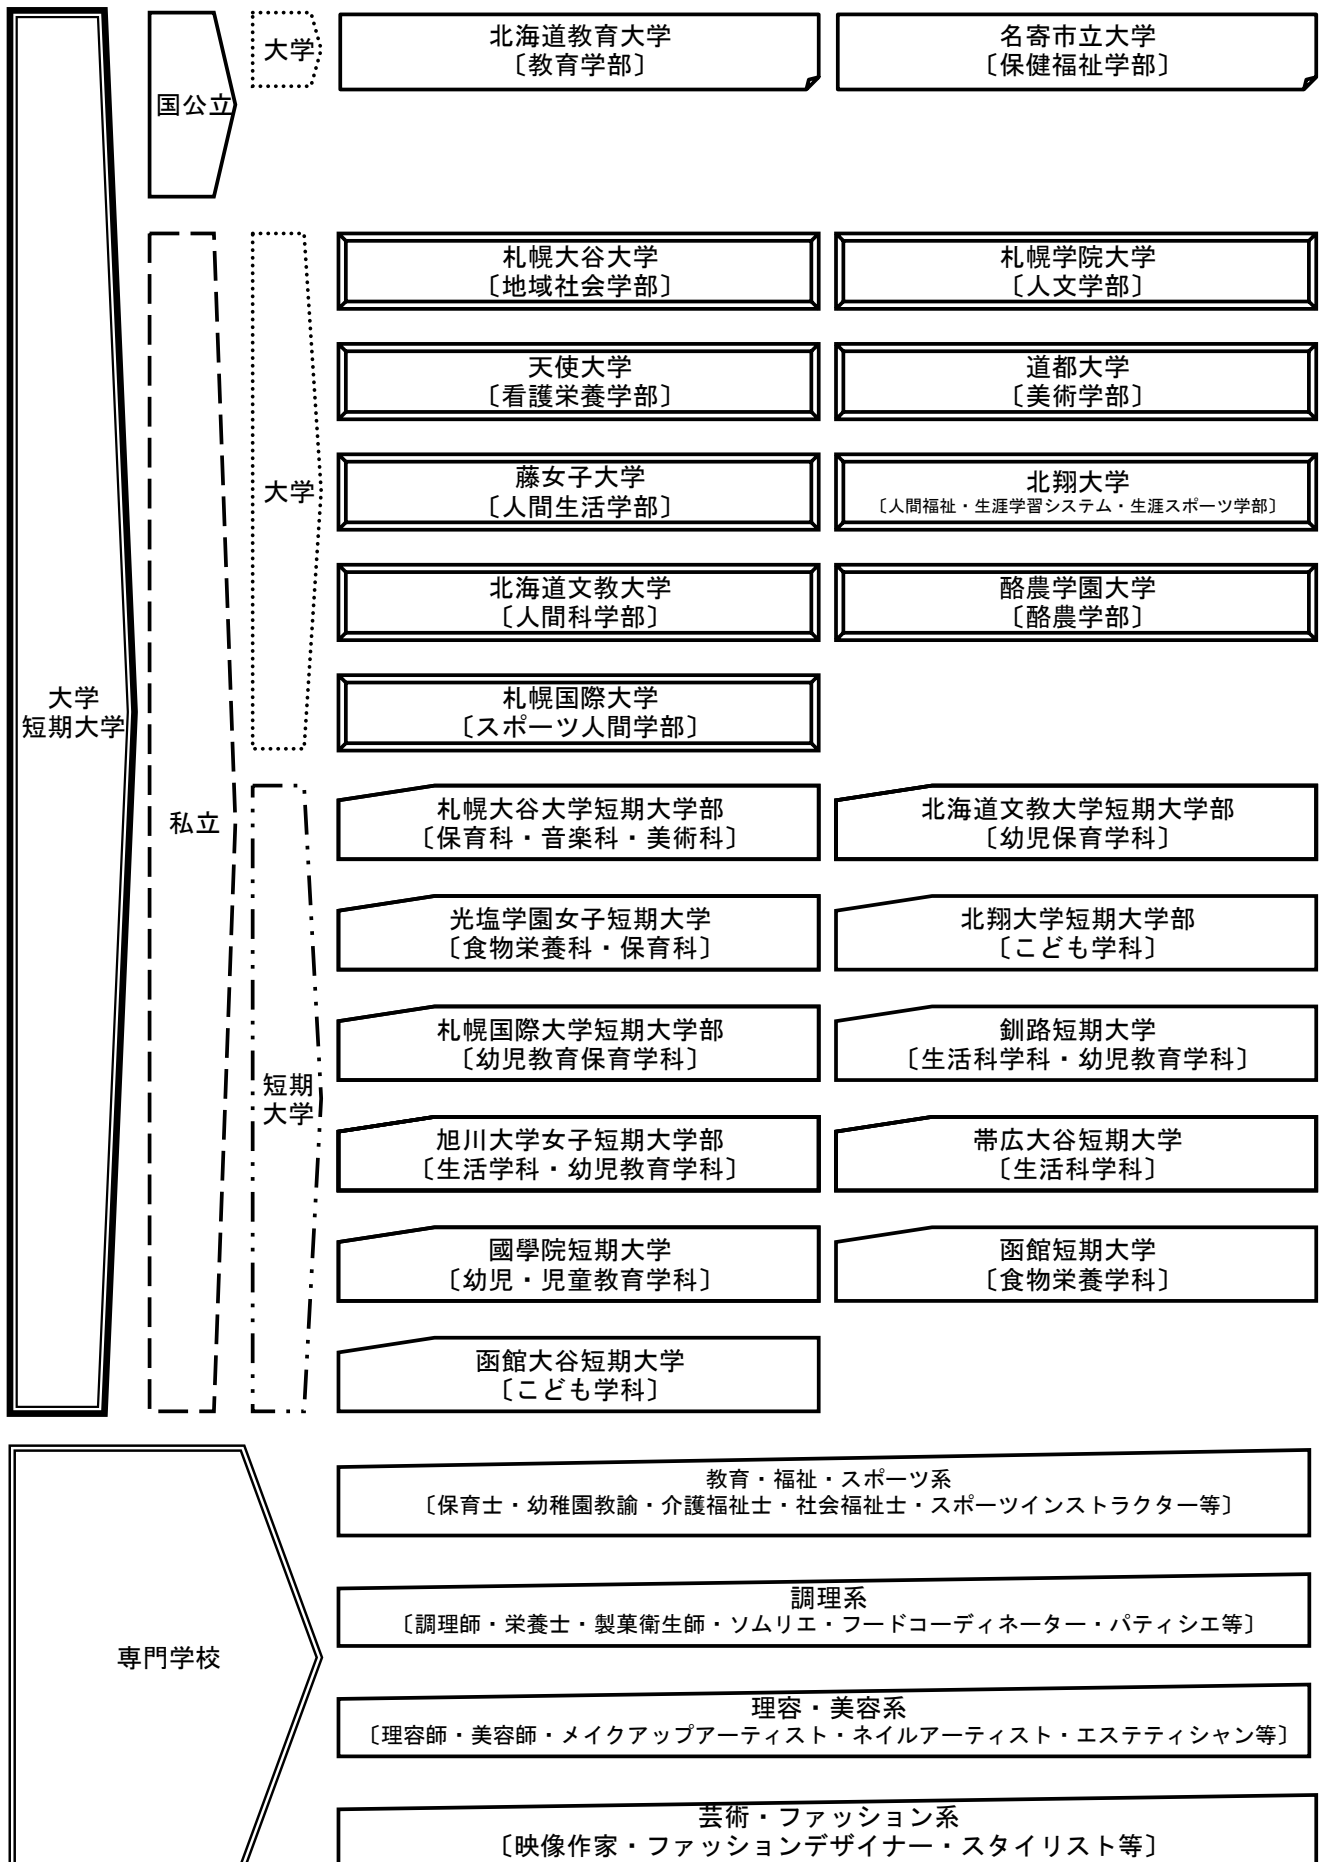 大学
短期大学
国公立
大学
北海道教育大学
〔教育学部〕
名寄市立大学
〔保健福祉学部〕
私立
大学
札幌大谷大学
〔地域社会学部〕
札幌学院大学
〔人文学部〕
天使大学
〔看護栄養学部〕
道都大学
〔美術学部〕
藤女子大学
〔人間生活学部〕
北翔大学
〔人間福祉・生涯学習システム・生涯スポーツ学部〕
北海道文教大学
〔人間科学部〕
酪農学園大学
〔酪農学部〕
札幌国際大学
〔スポーツ人間学部〕
短期
大学
札幌大谷大学短期大学部
〔保育科・音楽科・美術科〕
北海道文教大学短期大学部
〔幼児保育学科〕
光塩学園女子短期大学
〔食物栄養科・保育科〕
北翔大学短期大学部
〔こども学科〕
札幌国際大学短期大学部
〔幼児教育保育学科〕
釧路短期大学
〔生活科学科・幼児教育学科〕
旭川大学女子短期大学部
〔生活学科・幼児教育学科〕
帯広大谷短期大学
〔生活科学科〕
國學院短期大学
〔幼児・児童教育学科〕
函館短期大学
〔食物栄養学科〕
函館大谷短期大学
〔こども学科〕
専門学校
教育・福祉・スポーツ系
〔保育士・幼稚園教諭・介護福祉士・社会福祉士・スポーツインストラクター等〕
調理系
〔調理師・栄養士・製菓衛生師・ソムリエ・フードコーディネーター・パティシエ等〕
理容・美容系
〔理容師・美容師・メイクアップアーティスト・ネイルアーティスト・エステティシャン等〕
芸術・ファッション系
〔映像作家・ファッションデザイナー・スタイリスト等〕